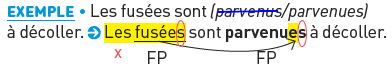 EXEMPLE • Les fusées sont (parvenus/parvenues)
à décoller. ➔ Les fusées sont parvenues à décoller.
x FP FP